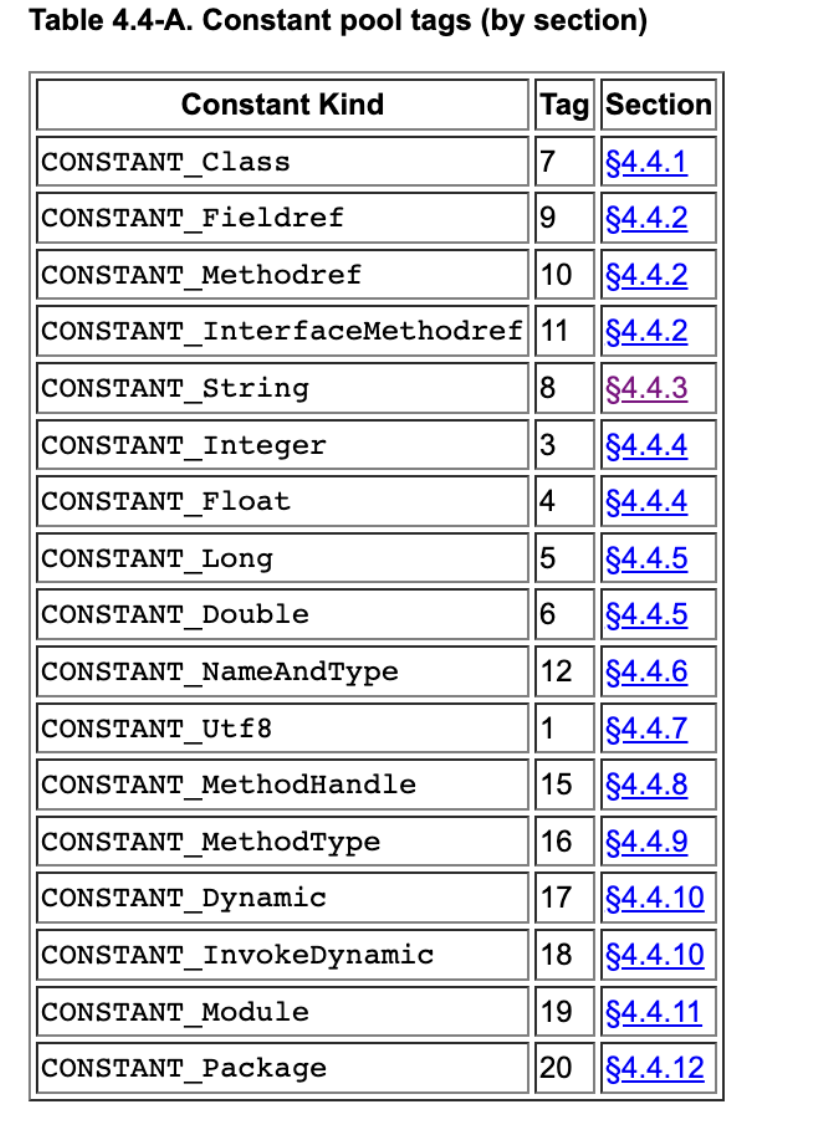 Table 4.4-A. Constant pool tags (by section)
Constant Kind Tag Section
CONSTANT_Class 7 §4.4.1
CONSTANT_Fieldref 9 §4.4.2
CONSTANT_Methodref 10 §4.4.2
CONSTANT_InterfaceMethodref 11 §4.4.2
CONSTANT_String 8 §4.4.3
CONSTANT_Integer 3 §4.4.4
CONSTANT_Float 4 §4.4.4
CONSTANT_Long 5 §4.4.5
CONSTANT_Double 6 §4.4.5
CONSTANT_NameAndType 12 §4.4.6
CONSTANT_Utf8 1 §4.4.7
CONSTANT_MethodHandle 15 §4.4.8
CONSTANT_MethodType 16 §4.4.9
CONSTANT_Dynamic 17 §4.4.10
CONSTANT_InvokeDynamic 18 §4.4.10
CONSTANT_Module 19 §4.4.11
CONSTANT_Package 20 §4.4.12